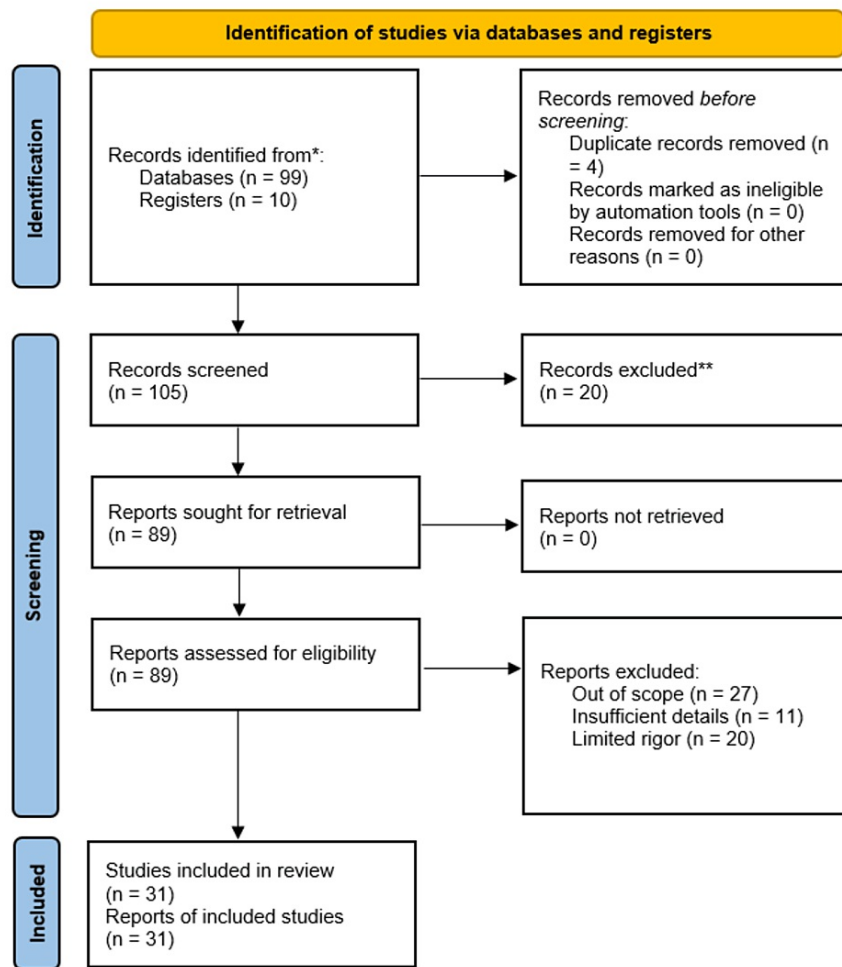 Identification of studies via databases and registers
Identification
Records identified from*:
Databases (n = 99)
Registers (n = 10)
Records removed before
screening:
Duplicate records removed (n
= 4)
Records marked as ineligible
by automation tools (n = 0)
Records removed for other
reasons (n = 0)
Screening
Records screened
(n = 105)
Records excluded**
(n = 20)
Reports sought for retrieval
(n = 89)
Reports not retrieved
(n = 0)
Reports assessed for eligibility
(n = 89)
Reports excluded:
Out of scope (n = 27)
Insufficient details (n = 11)
Limited rigor (n = 20)
Included
Studies included in review
(n = 31)
Reports of included studies
(n = 31)